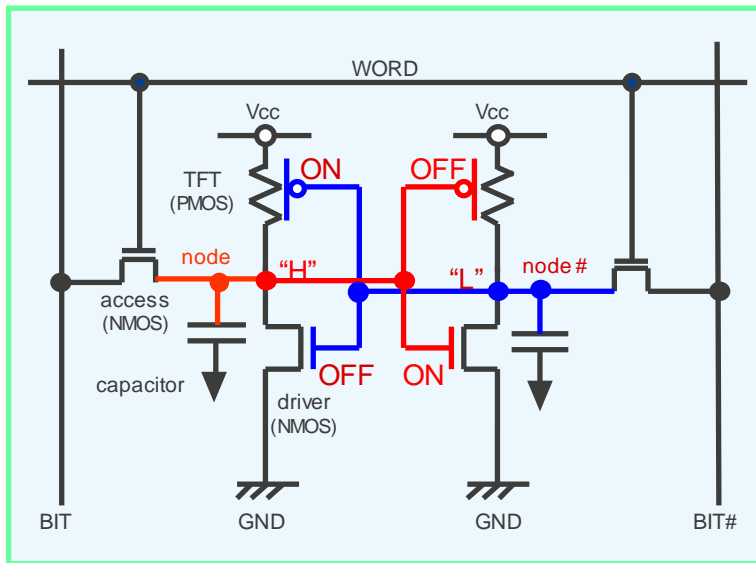 WORD
Vcc
Vcc
TFT
(PMOS)
ON
OFF
node
“H”
“L”
node #
access
(NMOS)
capacitor
OFF
ON
driver
(NMOS)
BIT
GND
GND
BIT#